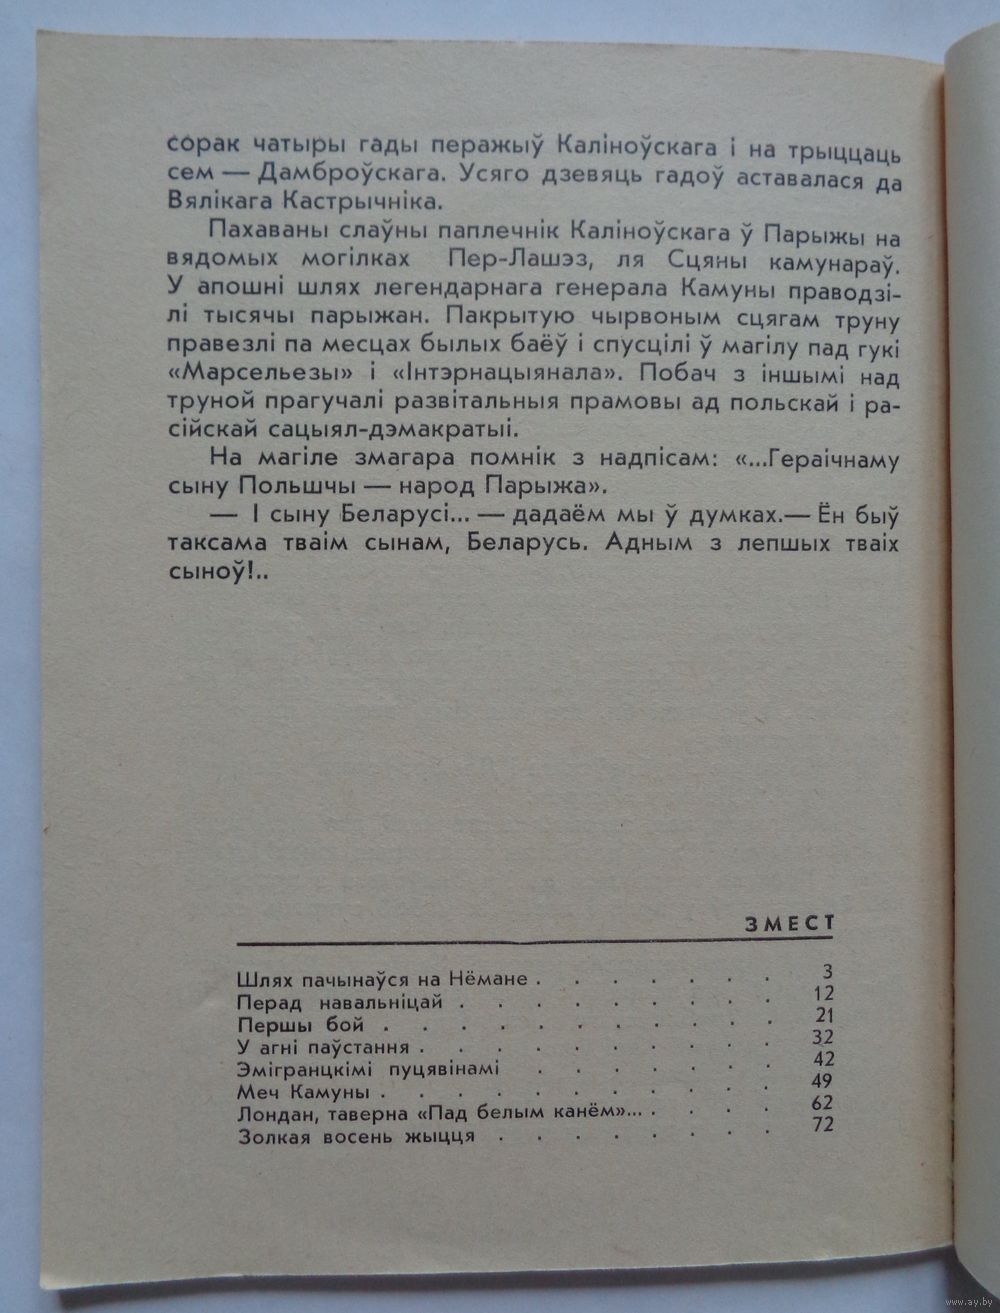 сорак чатыры гады перажыў Каліноўскага і на трыццаць
сем — Дамброўскага. Усяго дзевяць гадоў аставалася да
Вялікага Кастрычніка.
Пахаваны слаўны паплечнік Каліноўскага ў Парыжы на
вядомых могілках Пер-Лашэз, ля Сцяны камунараў.
У апошні шлях легендарнага генерала Камуны праводзі-
лі тысячы парыжан. Пакрытую чырвоным сцягам труну
правезлі па месцах былых баёў і спусцілі ў магілу пад гукі
«Марсельезы» і «Інтэрнацыянала». Побач з іншымі над
труной прагучалі развітальныя прамовы ад польскай і ра-
сійскай сацыял-дэмакратыі.
На магіле змагара помнік з надпісам: «...Гераічнаму
сыну Польшчы — народ Парыжа».
— І сыну Беларусі... — дадаём мы ў думках.— Ён быў
таксама тваім сынам, Беларусь. Адным з лепшых тваіх
сыноў!..
ЗМЕСТ
Шлях пачынаўся на Нёмане . . . . . . . 3
Перад навальніцай . . . . . . . . . 12
Першы бой . . . . . . . . . . . 21
У агні паўстання . . . . . . . . . . 32
Эмігранцкімі пуцявінамі . . . . . . . 42
Меч Камуны . . . . . . . . . . . 49
Лондан, таверна «Пад белым канём»... . . . . 62
Золкая восень жыцця . . . . . . . . 72
www.ay.by